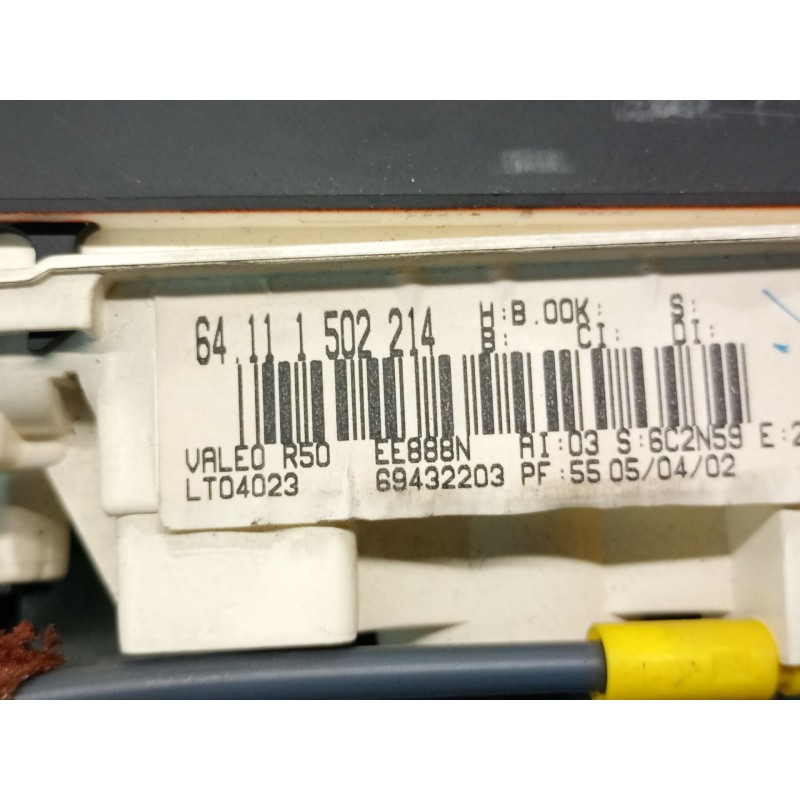 64.11 1 502 214 H:B.00K: S:
B: CI: DI:
VALEO R50 EE888N AI:03 S:6C2N59 E:2
LT04023 69432203 PF:55 05/04/02